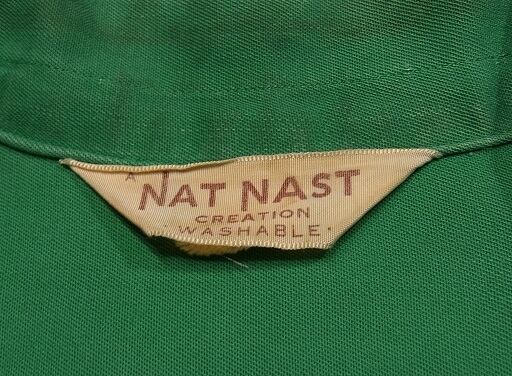 A
NAT NAST
CREATION
WASHABLE.